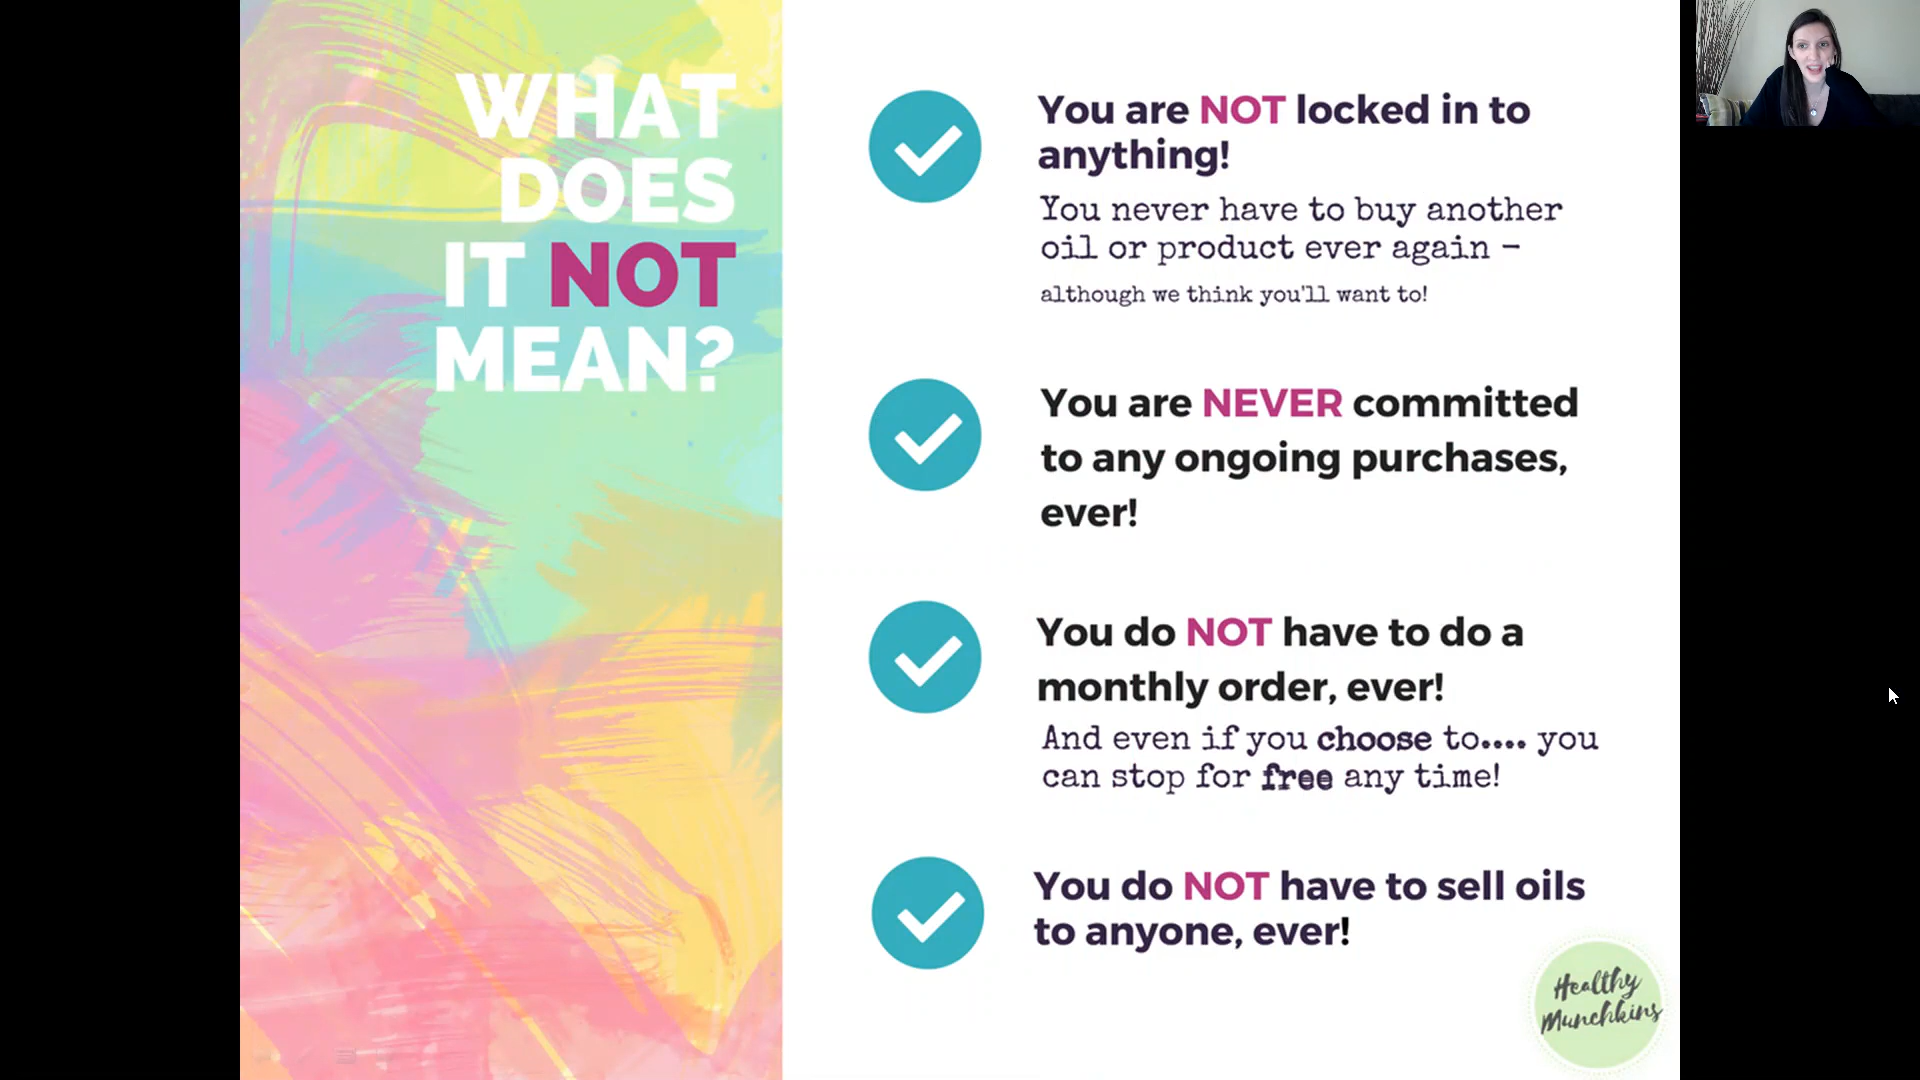 WHAT
DOES
IT NOT
MEAN?
You are NOT locked in to
anything!
You never have to buy another
oil or product ever again –
although we think you'll want to!
You are NEVER committed
to any ongoing purchases,
ever!
You do NOT have to do a
monthly order, ever!
And even if you choose to.... you
can stop for free any time!
You do NOT have to sell oils
to anyone, ever!
Healthy
Munchkins